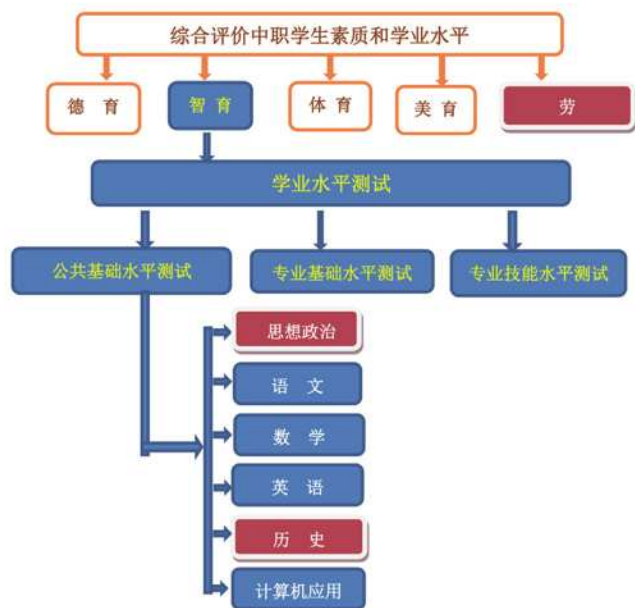 综合评价中职学生素质和学业水平
德 育
智 育
体 育
美 育
劳
学业水平测试
公共基础水平测试
专业基础水平测试
专业技能水平测试
思想政治
语 文
数 学
英 语
历 史
计算机应用